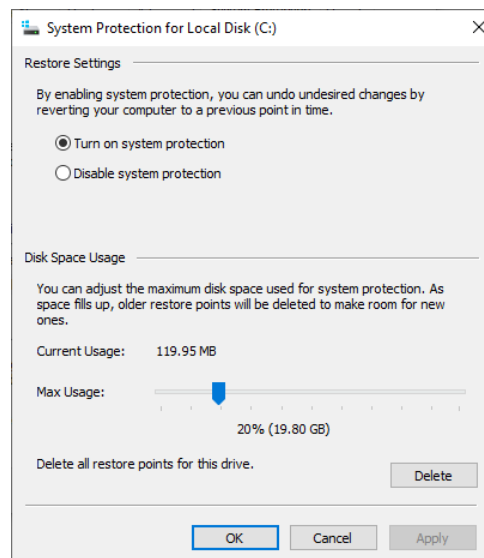 System Protection for Local Disk (C:)
Restore Settings
By enabling system protection, you can undo undesired changes by
reverting your computer to a previous point in time.
Turn on system protection
Disable system protection
Disk Space Usage
You can adjust the maximum disk space used for system protection. As
space fills up, older restore points will be deleted to make room for new
ones.
Current Usage: 119.95 MB
Max Usage:
20% (19.80 GB)
Delete all restore points for this drive.
Delete
OK Cancel Apply